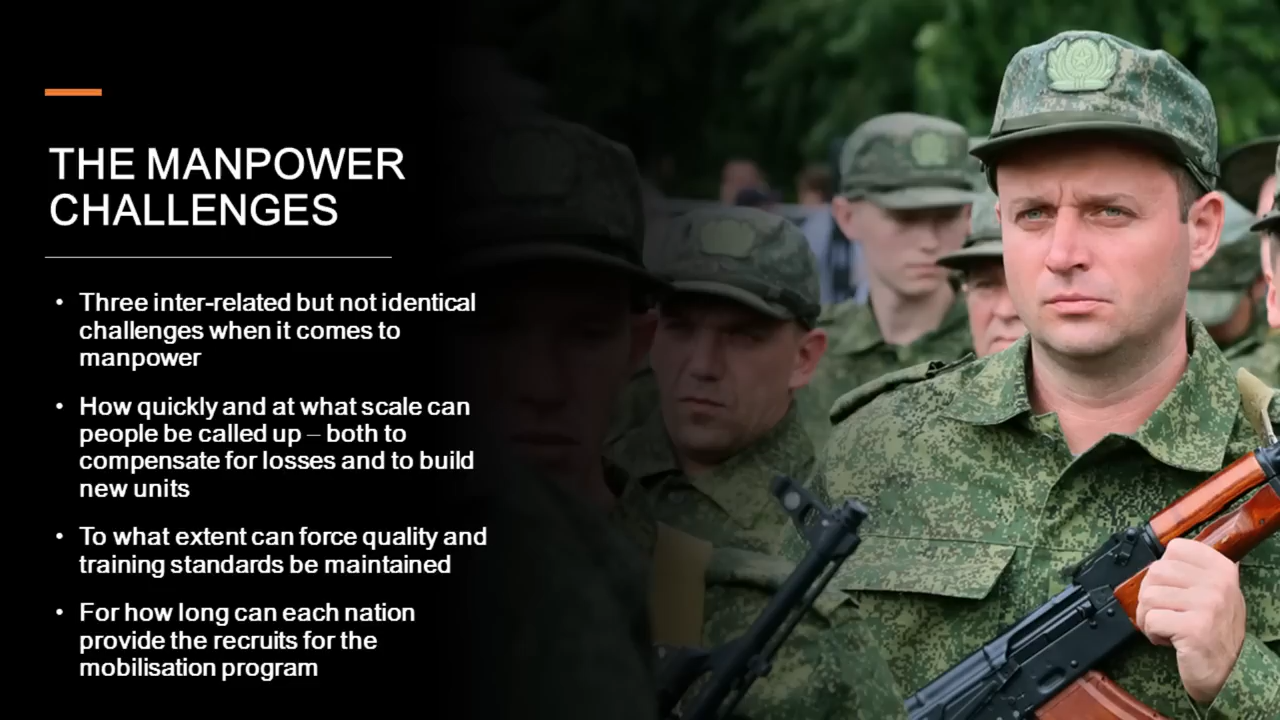 THE MANPOWER
CHALLENGES
• Three inter-related but not identical
challenges when it comes to
manpower
• How quickly and at what scale can
people be called up – both to
compensate for losses and to build
new units
• To what extent can force quality and
training standards be maintained
• For how long can each nation
provide the recruits for the
mobilisation program